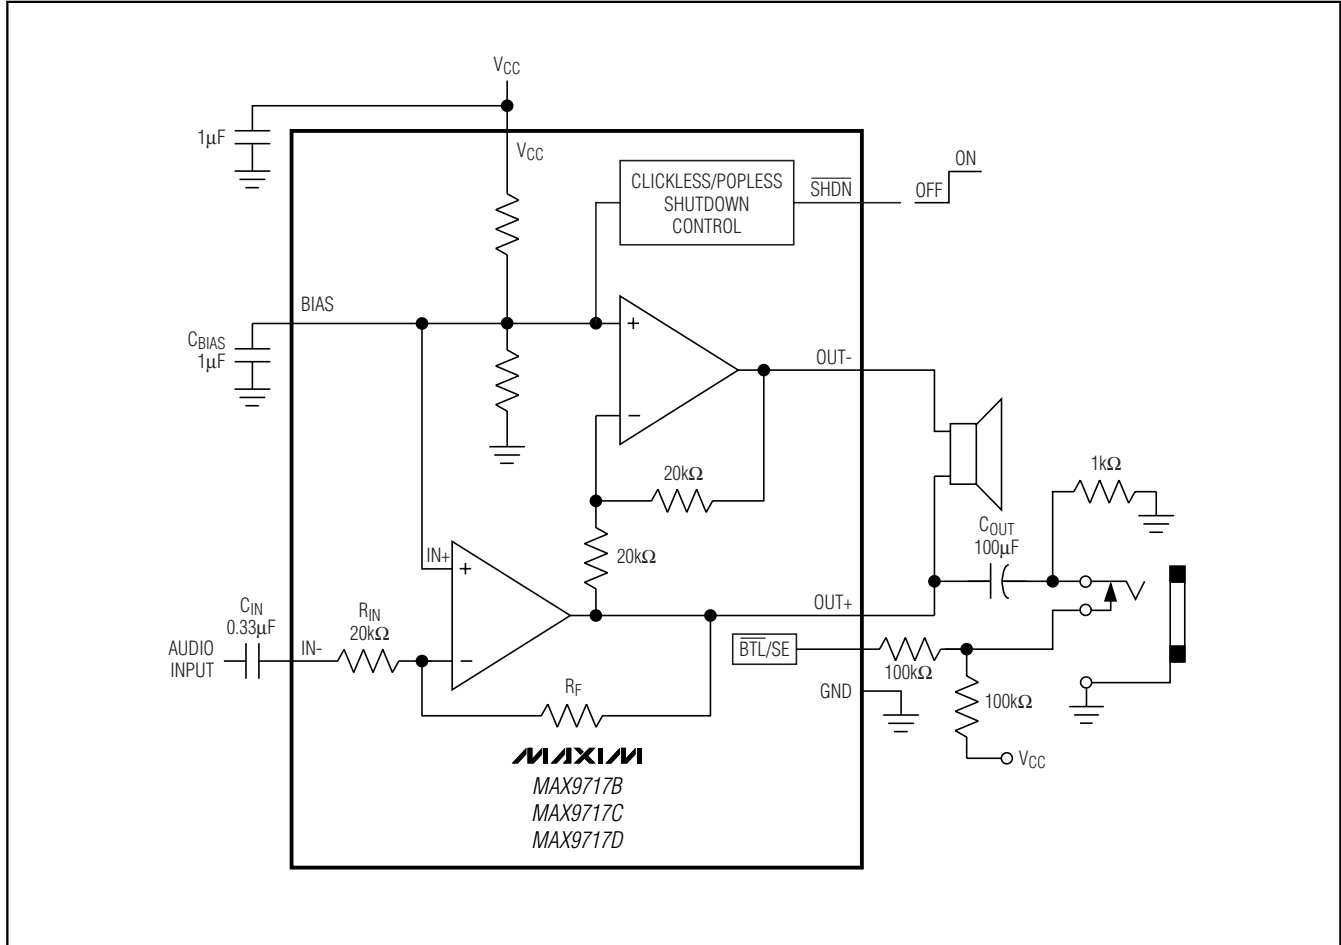 VCC
1µF
VCC
CLICKLESS/POPLESS
SHUTDOWN
CONTROL
SHDN
OFF
ON
BIAS
CBIAS
1µF
+
OUT-
−
20kΩ
1kΩ
COUT
100µF
20kΩ
IN+
+
OUT+
CIN
0.33µF
RIN
20kΩ
AUDIO
INPUT
IN-
−
BTL/SE
100kΩ
RF
GND
100kΩ
VCC
MAXIM
MAX9717B
MAX9717C
MAX9717D